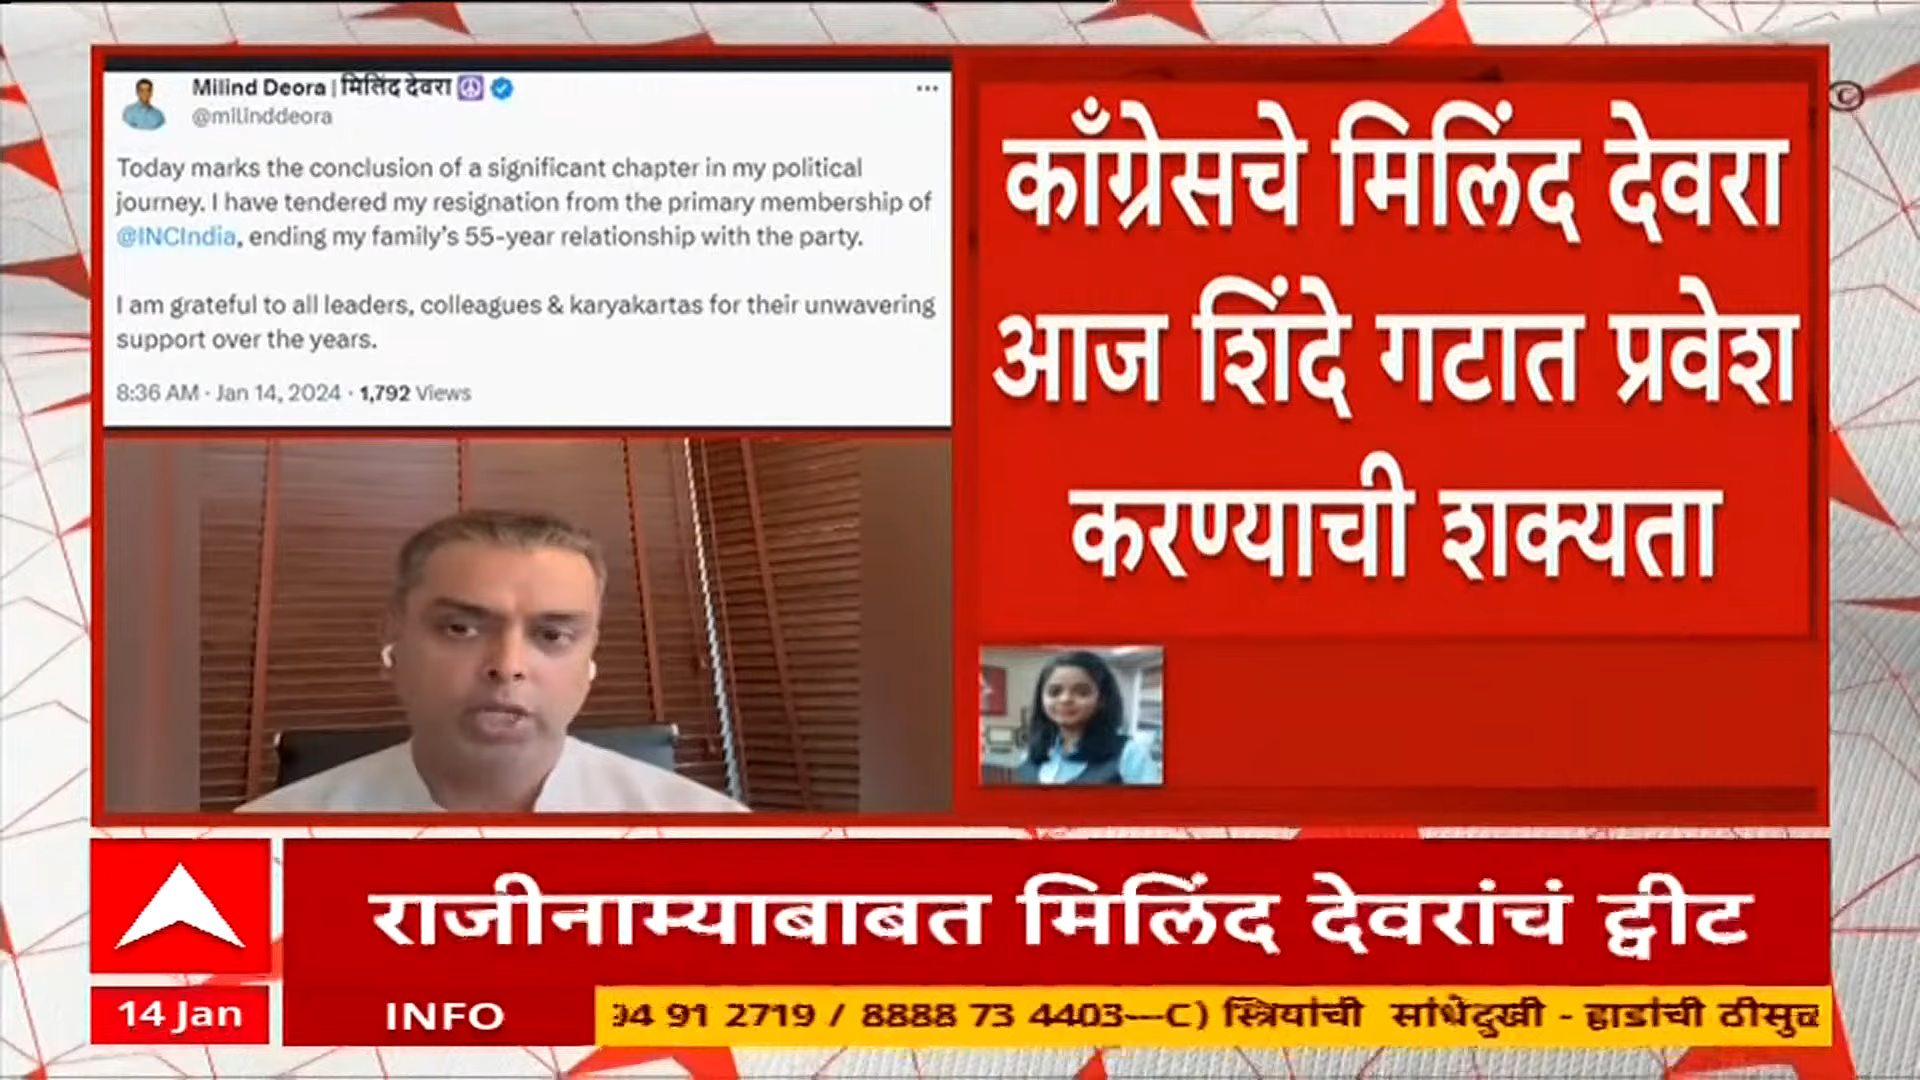 Milind Deora | मिलिंद देवरा
@milinddeora
Today marks the conclusion of a significant chapter in my political
journey. I have tendered my resignation from the primary membership of
@INCIndia, ending my family's 55-year relationship with the party.
I am grateful to all leaders, colleagues & karyakartas for their unwavering
support over the years.
8:36 AM · Jan 14, 2024 · 1,792 Views
काँग्रेसचे मिलिंद देवरा
आज शिंदे गटात प्रवेश
करण्याची शक्यता
©
राजीनाम्याबाबत मिलिंद देवरांचं ट्वीट
14 Jan
INFO
94 91 2719 / 8888 73 4403---C) स्त्रियांची सांधेदुखी - हाडांची